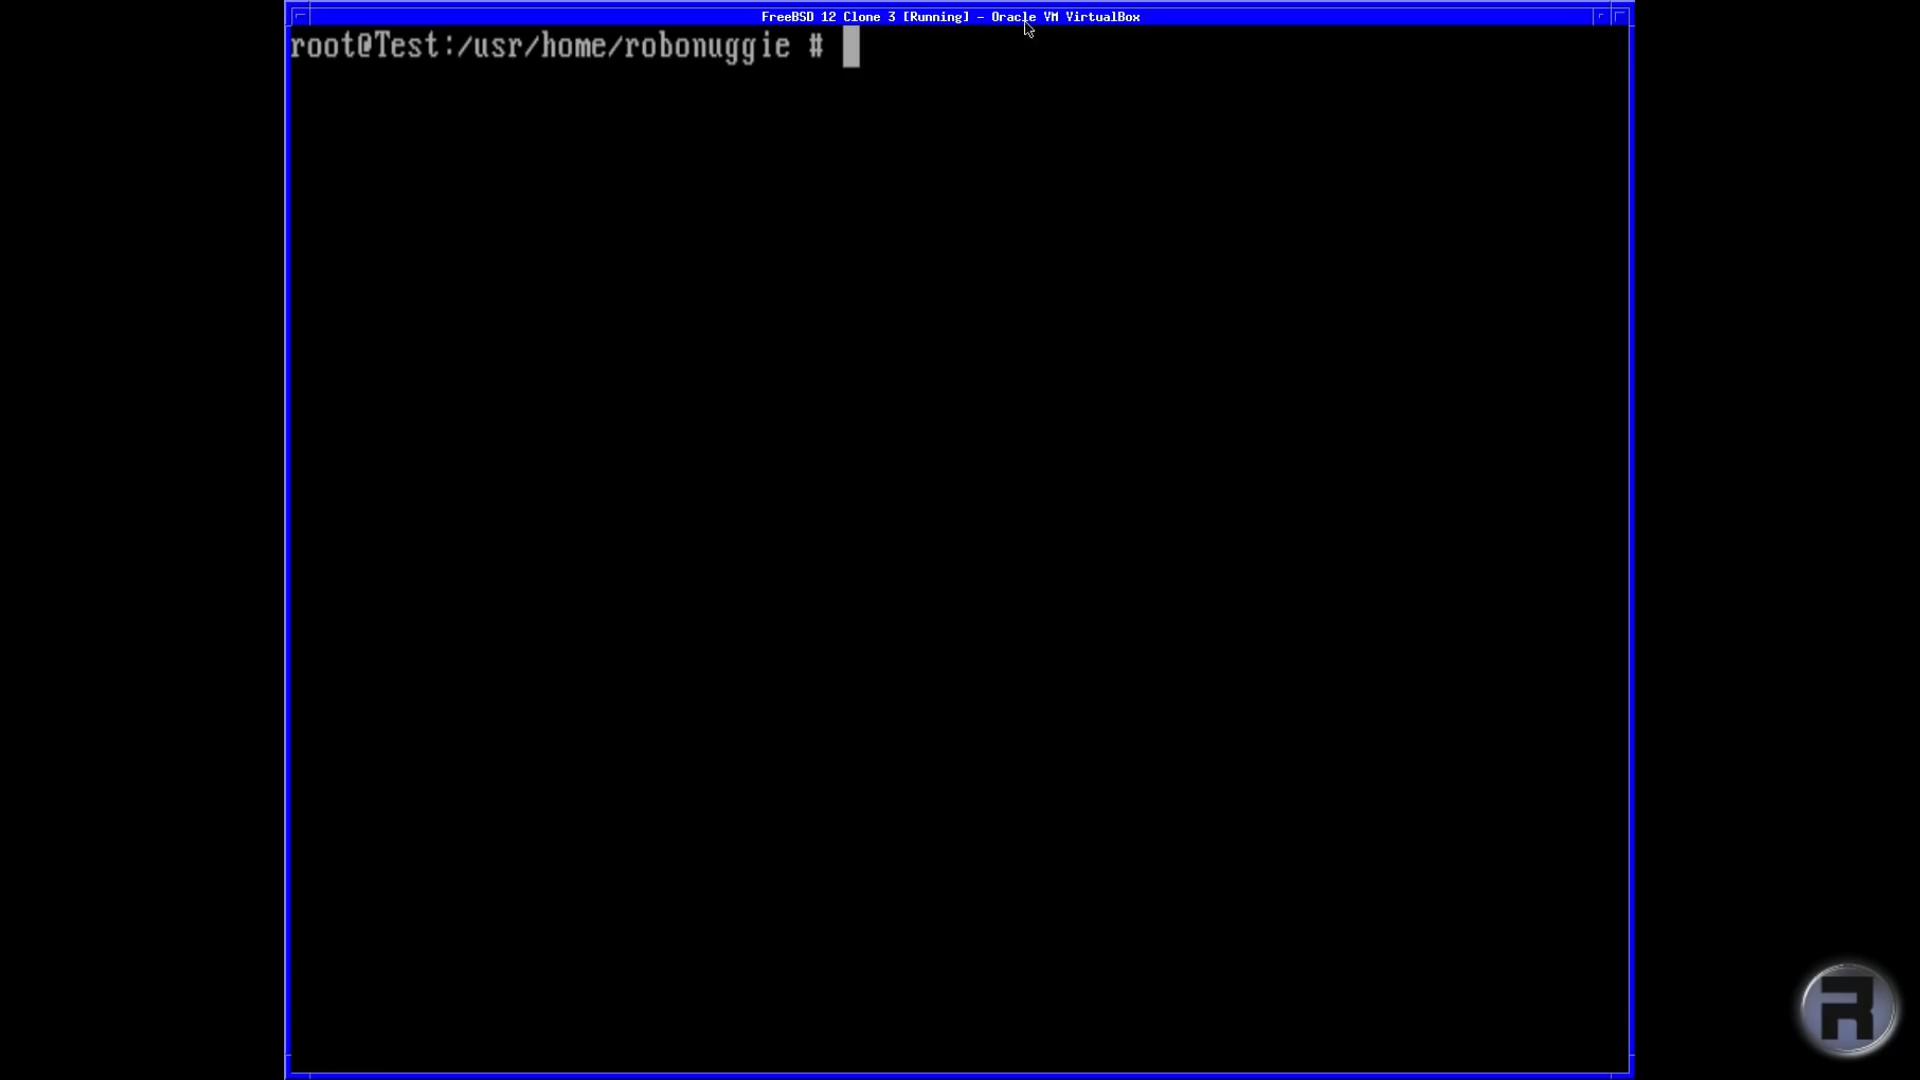 FreeBSD 12 Clone 3 [Running] - Oracle VM VirtualBox
root@Test:/usr/home/robonuggie #
R